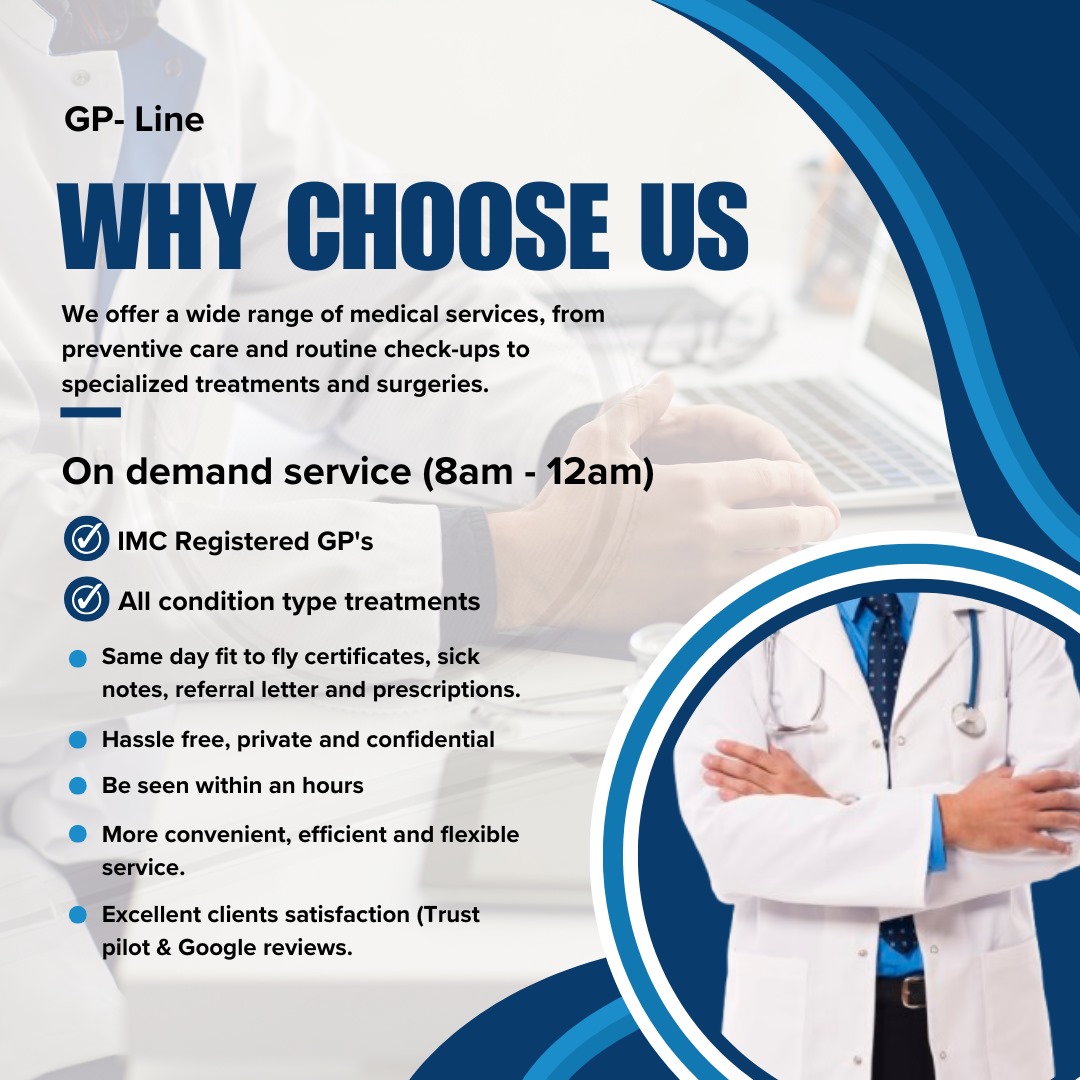 GP- Line
WHY CHOOSE US
We offer a wide range of medical services, from
preventive care and routine check-ups to
specialized treatments and surgeries.
On demand service (8am - 12am)
IMC Registered GP's
All condition type treatments
Same day fit to fly certificates, sick
notes, referral letter and prescriptions.
Hassle free, private and confidential
Be seen within an hours
More convenient, efficient and flexible
service.
Excellent clients satisfaction (Trust
pilot & Google reviews.